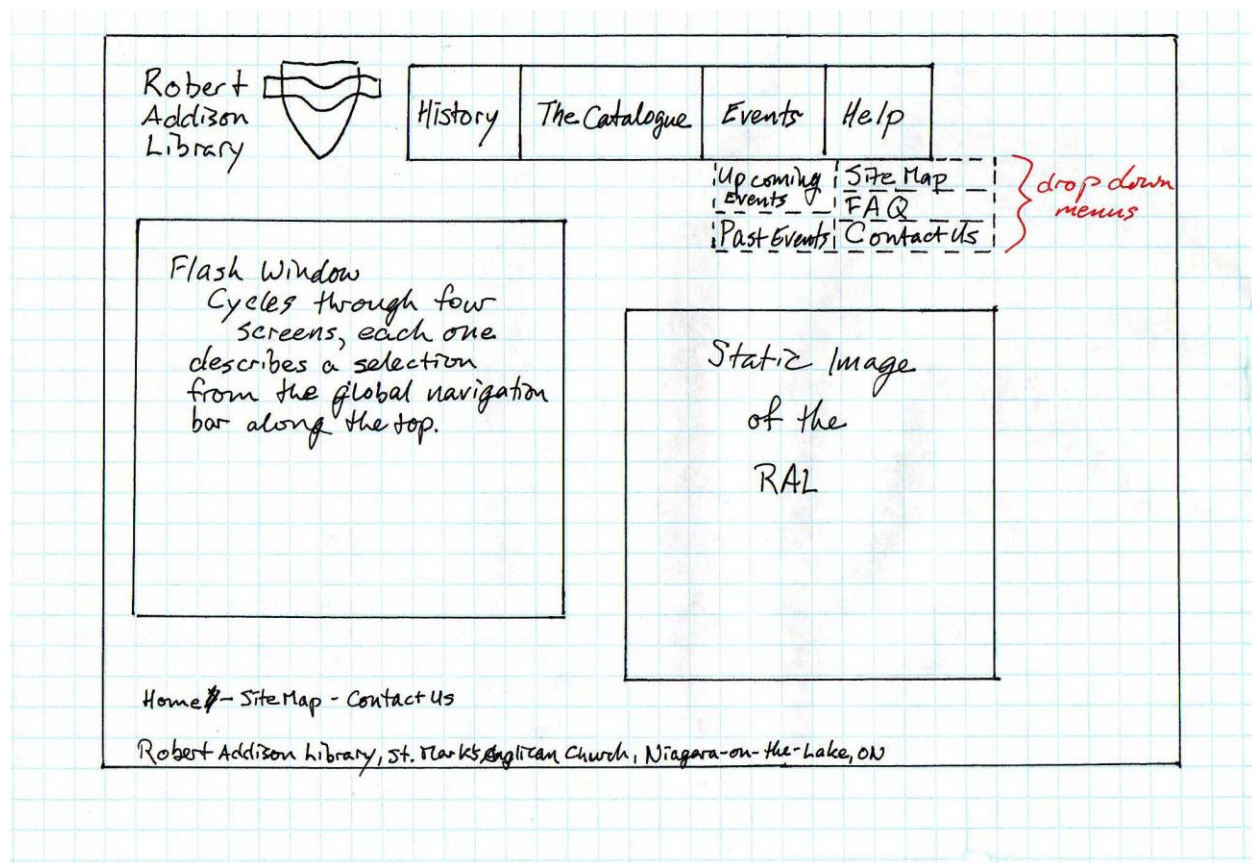 Robert
Addison
Library
History
The Catalogue
Events
Help
Upcoming
Events
Past Events
Site Map
FAQ
Contact Us
drop down
menus
Flash Window
Cycles through four
screens, each one
describes a selection
from the global navigation
bar along the top.
Static Image
of the
RAL
Home - Site Map - Contact Us
Robert Addison Library, St. Mark's Anglican Church, Niagara-on-the-Lake, ON